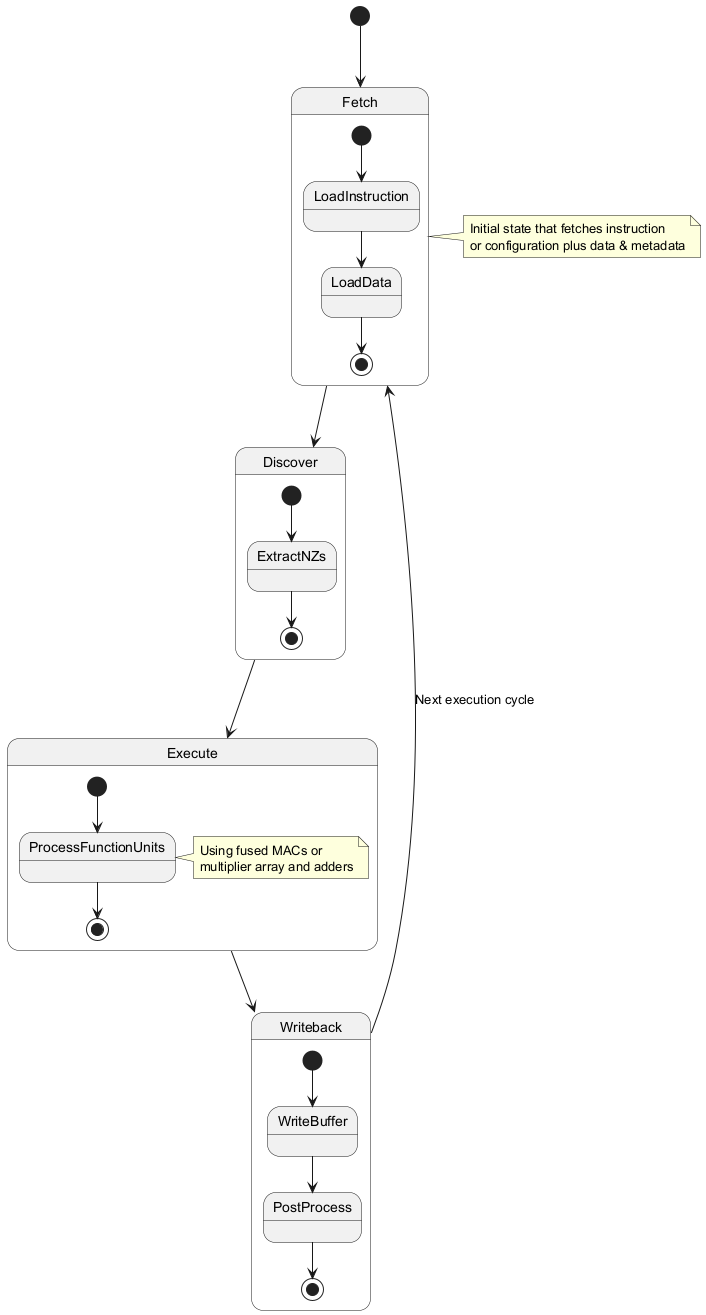 Fetch
LoadInstruction
Initial state that fetches instruction
or configuration plus data & metadata
LoadData
Discover
ExtractNZs
Next execution cycle
Execute
ProcessFunctionUnits
Using fused MACs or
multiplier array and adders
Writeback
WriteBuffer
PostProcess